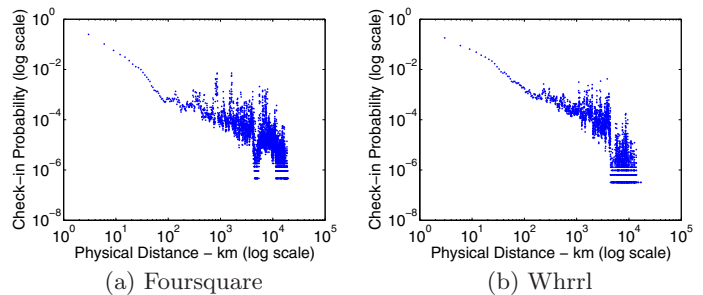 Check-in Probability (log scale)
10^0
10^-2
10^-4
10^-6
10^-8
10^0 10^1 10^2 10^3 10^4 10^5
Physical Distance − km (log scale)
(a) Foursquare
Check-in Probability (log scale)
10^0
10^-2
10^-4
10^-6
10^-8
10^0 10^1 10^2 10^3 10^4 10^5
Physical Distance − km (log scale)
(b) Whrrl